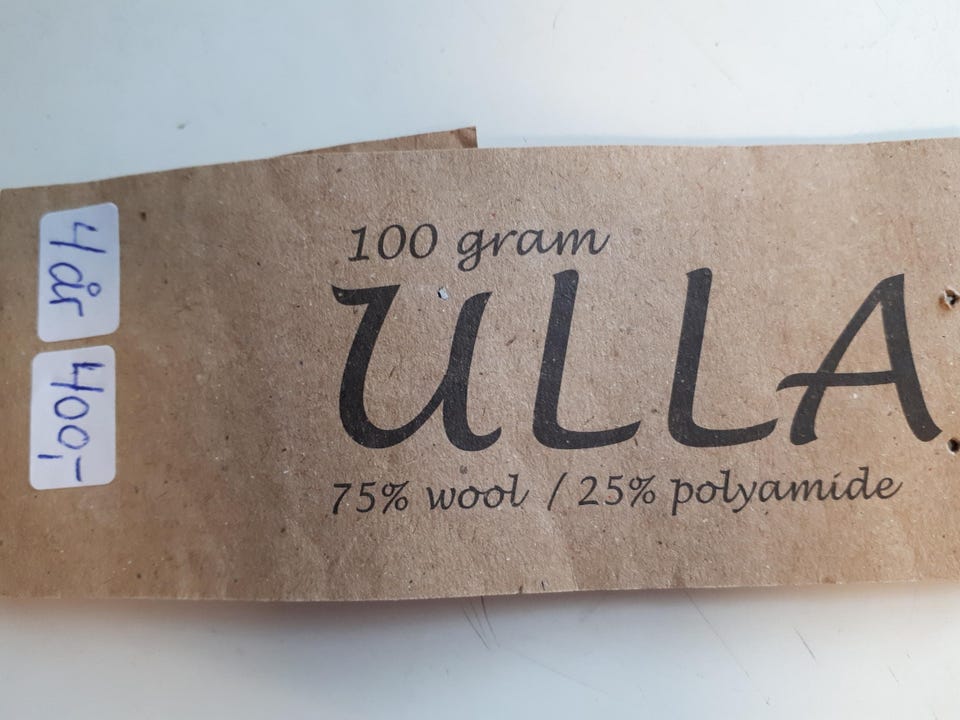 4 år
400,-
100 gram
ULLA
75% wool / 25% polyamide